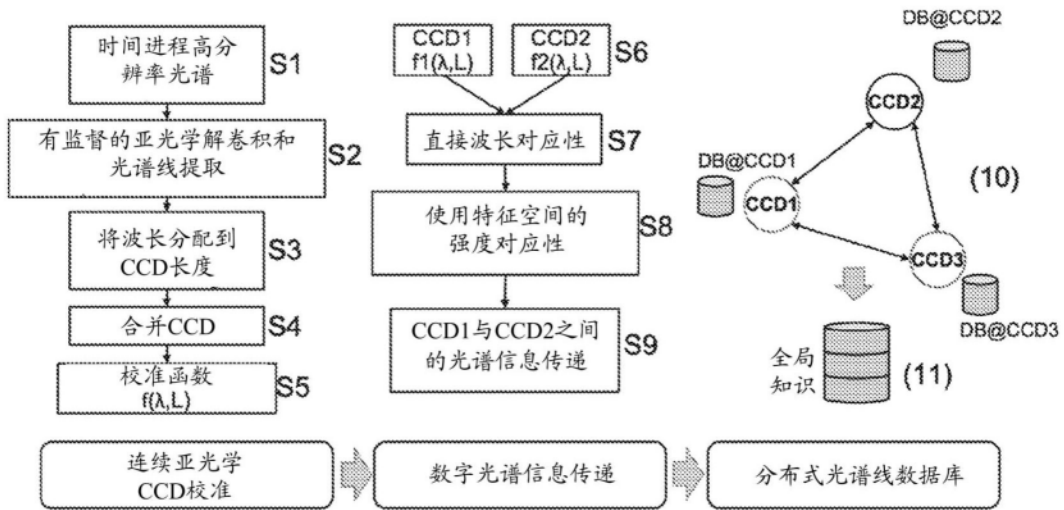 时间进程高分
辨率光谱
S1
有监督的亚光学解卷积和
光谱线提取
S2
将波长分配到
CCD长度
S3
合并CCD
S4
校准函数
f(λ,L)
S5
连续亚光学
CCD校准
CCD1
f1(λ,L)
CCD2
f2(λ,L)
S6
直接波长对应性
S7
使用特征空间的
强度对应性
S8
CCD1与CCD2之间
的光谱信息传递
S9
数字光谱信息传递
DB@CCD2
CCD2
DB@CCD1
CCD1
(10)
CCD3
DB@CCD3
全局
知识
(11)
分布式光谱线数据库